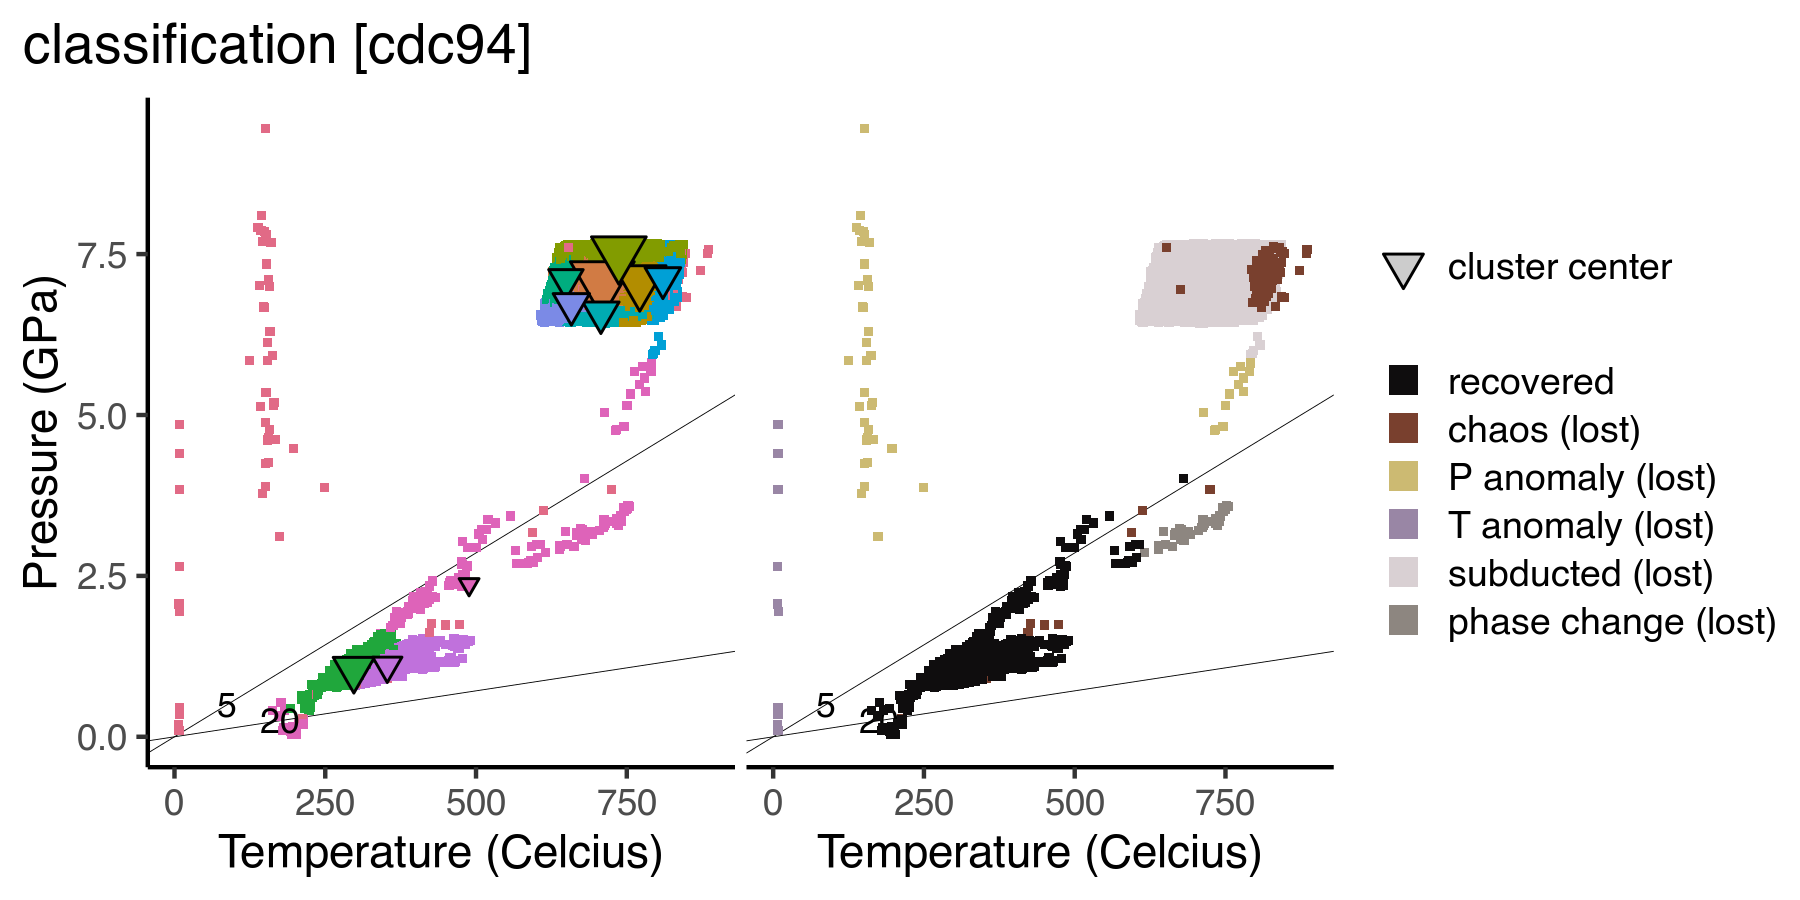 classification [cdc94]
Pressure (GPa)
7.5
5.0
2.5
0.0
5
20
0
250
500
750
Temperature (Celcius)
5
20
0
250
500
750
Temperature (Celcius)
cluster center
recovered
chaos (lost)
P anomaly (lost)
T anomaly (lost)
subducted (lost)
phase change (lost)